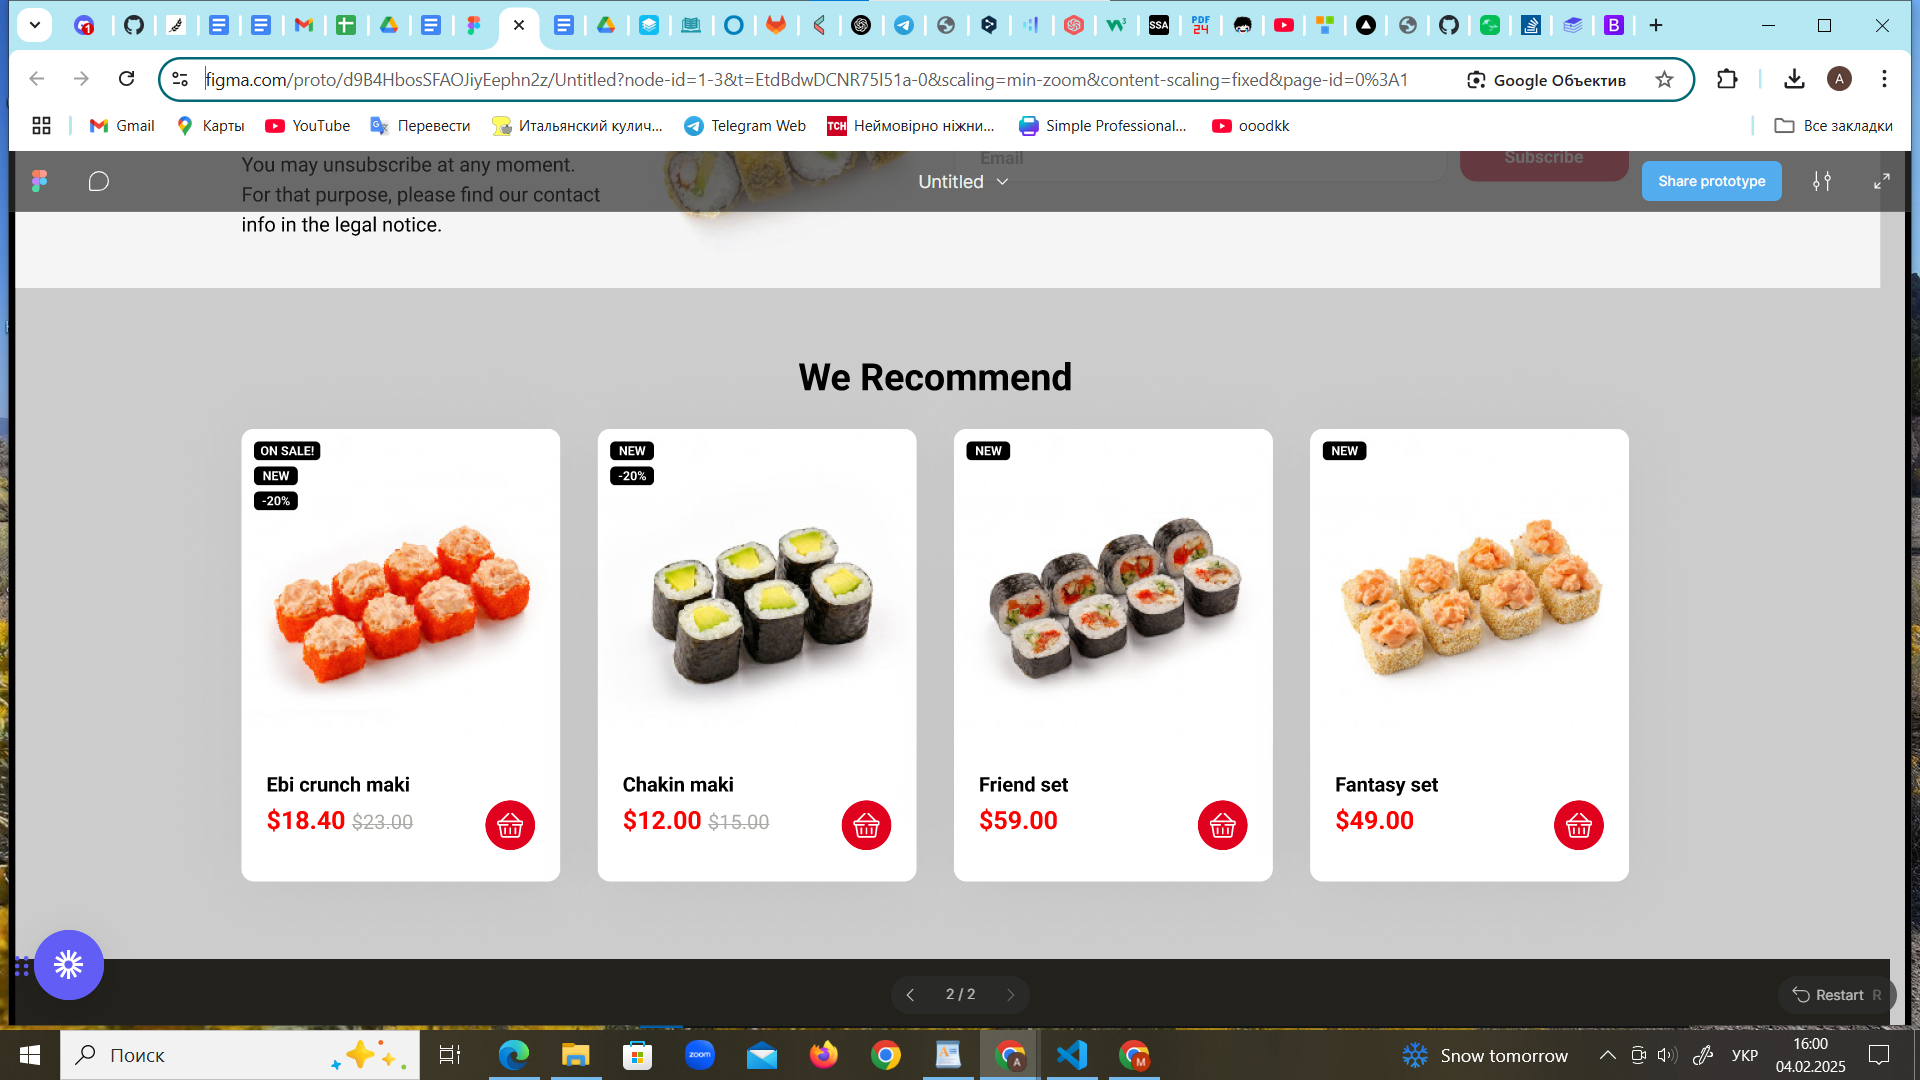 figma.com/proto/d9B4HbosSFAOJiyEephn2z/Untitled?node-id=1-3&t=EtdBdwDCNR75I51a-0&scaling=min-zoom&content-scaling=fixed&page-id=0%3A1
Google Объектив
A
Gmail
Карты
YouTube
Перевести
Итальянский кулич...
Telegram Web
ТСН
Неймовірно ніжни...
Simple Professional...
ooodkk
Все закладки
You may unsubscribe at any moment.
For that purpose, please find our contact
info in the legal notice.
Email
Subscribe
Untitled
Share prototype
We Recommend
ON SALE!
NEW
-20%
Ebi crunch maki
$18.40 $23.00
NEW
-20%
Chakin maki
$12.00 $15.00
NEW
Friend set
$59.00
NEW
Fantasy set
$49.00
2 / 2
Restart R
Поиск
zoom
A
M
Snow tomorrow
УКР
16:00
04.02.2025